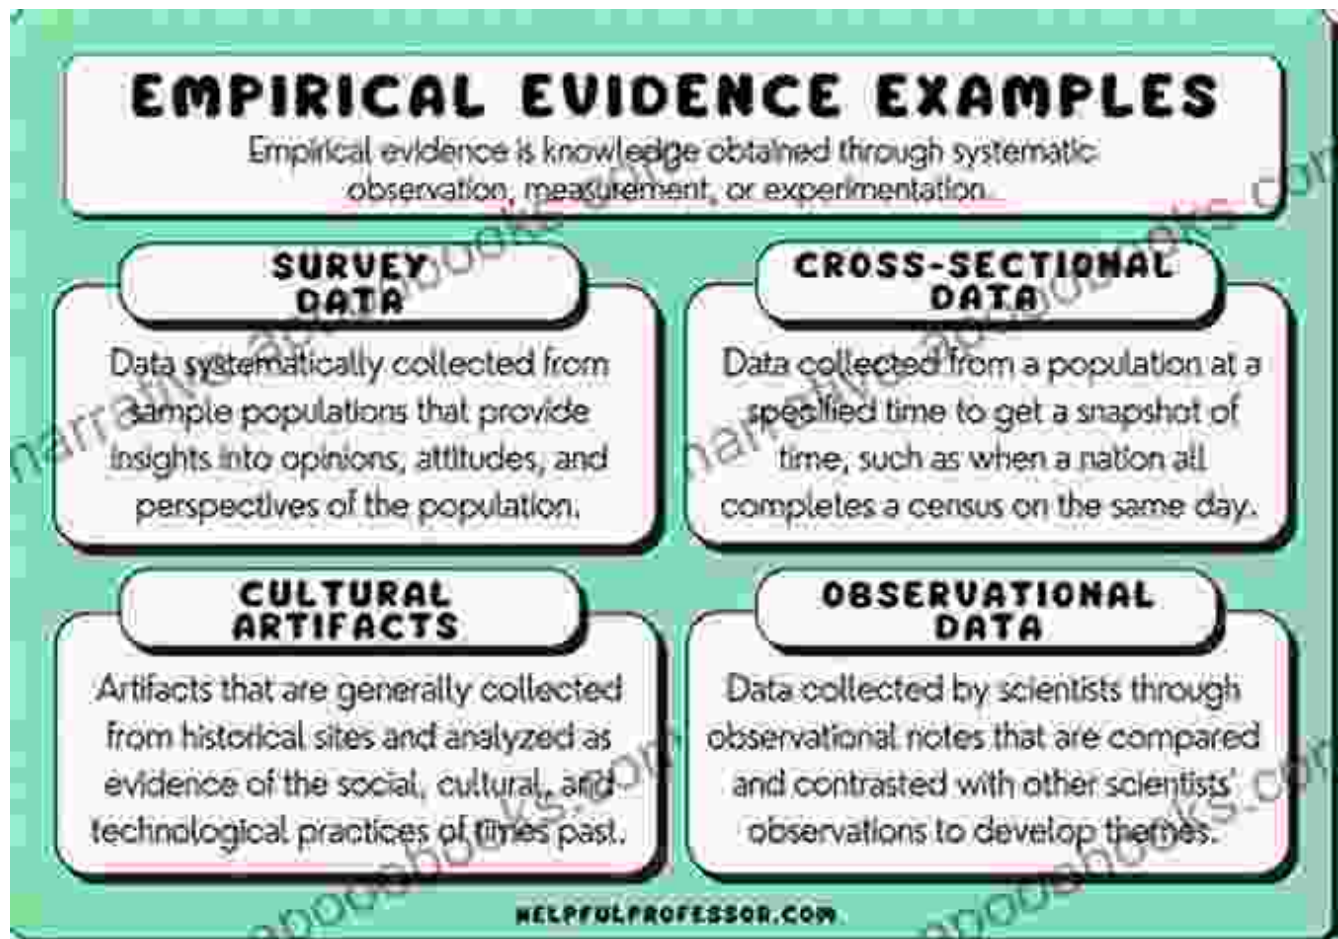 EMPIRICAL EVIDENCE EXAMPLES
Empirical evidence is knowledge obtained through systematic
observation, measurement, or experimentation.
SURVEY
DATA
Data systematically collected from
sample populations that provide
insights into opinions, attitudes, and
perspectives of the population.
CROSS-SECTIONAL
DATA
Data collected from a population at a
specified time to get a snapshot of
time, such as when a nation all
completes a census on the same day.
CULTURAL
ARTIFACTS
Artifacts that are generally collected
from historical sites and analyzed as
evidence of the social, cultural, and
technological practices of times past.
OBSERVATIONAL
DATA
Data collected by scientists through
observational notes that are compared
and contrasted with other scientists'
observations to develop themes.
HELPFULPROFESSOR.COM